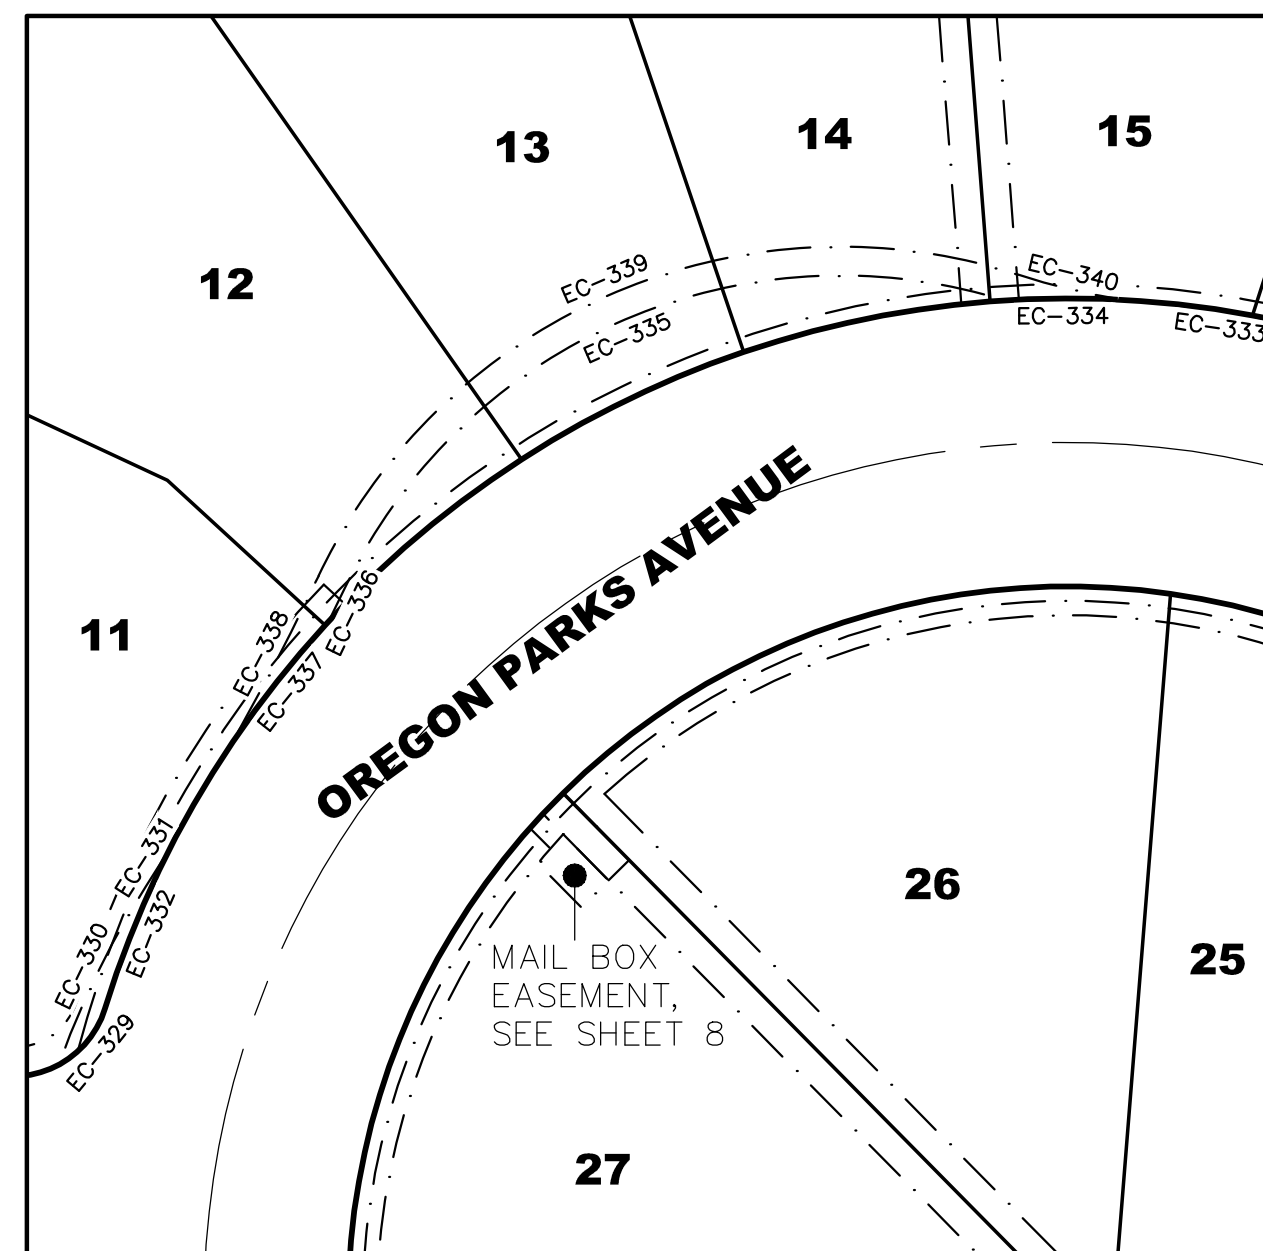 13
14
15
12
EC-339
EC-340
EC-335
EC-334
EC-333
OREGON PARKS AVENUE
EC-336
11
EC-338
EC-337
EC-331
EC-332
EC-330
EC-329
26
25
MAIL BOX
EASEMENT,
SEE SHEET 8
27